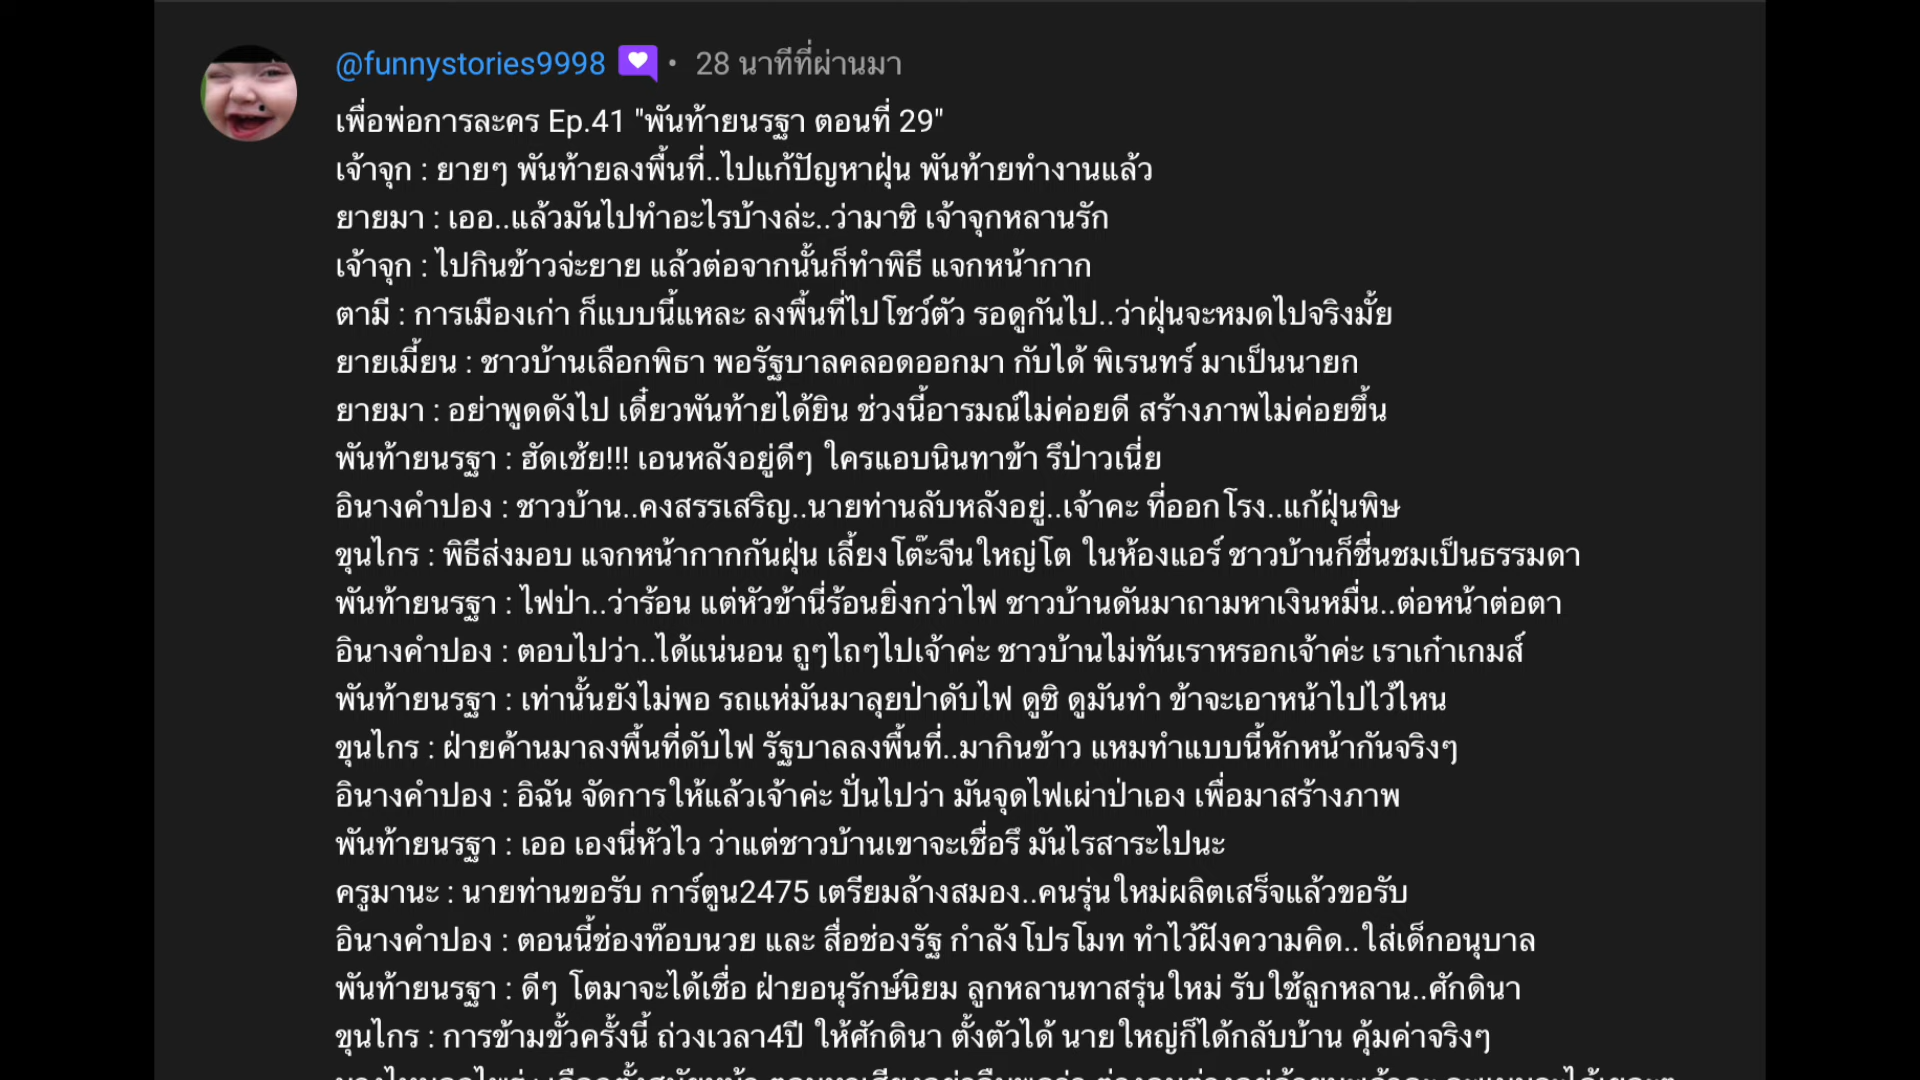 @funnystories9998 • 28 นาทีที่ผ่านมา
เพื่อพ่อการละคร Ep.41 "พันท้ายนรฐา ตอนที่ 29"
เจ้าจุก : ยายๆ พันท้ายลงพื้นที่..ไปแก้ปัญหาฝุ่น พันท้ายทำงานแล้ว
ยายมา : เออ..แล้วมันไปทำอะไรบ้างล่ะ..ว่ามาซิ เจ้าจุกหลานรัก
เจ้าจุก : ไปกินข้าวจ่ะยาย แล้วต่อจากนั้นก็ทำพิธี แจกหน้ากาก
ตามี : การเมืองเก่า ก็แบบนี้แหละ ลงพื้นที่ไปโชว์ตัว รอดูกันไป..ว่าฝุ่นจะหมดไปจริงมั้ย
ยายเมี้ยน : ชาวบ้านเลือกพิธา พอรัฐบาลคลอดออกมา กับได้ พิเรนทร์ มาเป็นนายก
ยายมา : อย่าพูดดังไป เดี๋ยวพันท้ายได้ยิน ช่วงนี้อารมณ์ไม่ค่อยดี สร้างภาพไม่ค่อยขึ้น
พันท้ายนรฐา : ฮัดเช้ย!!! เอนหลังอยู่ดีๆ ใครแอบนินทาข้า รึป่าวเนี่ย
อินางคำปอง : ชาวบ้าน..คงสรรเสริญ..นายท่านลับหลังอยู่..เจ้าคะ ที่ออกโรง..แก้ฝุ่นพิษ
ขุนไกร : พิธีส่งมอบ แจกหน้ากากกันฝุ่น เลี้ยงโต๊ะจีนใหญ่โต ในห้องแอร์ ชาวบ้านก็ชื่นชมเป็นธรรมดา
พันท้ายนรฐา : ไฟป่า..ว่าร้อน แต่หัวข้านี่ร้อนยิ่งกว่าไฟ ชาวบ้านดันมาถามหาเงินหมื่น..ต่อหน้าต่อตา
อินางคำปอง : ตอบไปว่า..ได้แน่นอน ถูๆไถๆไปเจ้าค่ะ ชาวบ้านไม่ทันเราหรอกเจ้าค่ะ เราเก๋าเกมส์
พันท้ายนรฐา : เท่านั้นยังไม่พอ รถแห่มันมาลุยป่าดับไฟ ดูซิ ดูมันทำ ข้าจะเอาหน้าไปไว้ไหน
ขุนไกร : ฝ่ายค้านมาลงพื้นที่ดับไฟ รัฐบาลลงพื้นที่..มากินข้าว แหมทำแบบนี้หักหน้ากันจริงๆ
อินางคำปอง : อิฉัน จัดการให้แล้วเจ้าค่ะ ปั่นไปว่า มันจุดไฟเผ่าป่าเอง เพื่อมาสร้างภาพ
พันท้ายนรฐา : เออ เองนี่หัวไว ว่าแต่ชาวบ้านเขาจะเชื่อรึ มันไรสาระไปนะ
ครูมานะ : นายท่านขอรับ การ์ตูน2475 เตรียมล้างสมอง..คนรุ่นใหม่ผลิตเสร็จแล้วขอรับ
อินางคำปอง : ตอนนี้ช่องท๊อบนวย และ สื่อช่องรัฐ กำลังโปรโมท ทำไว้ฝังความคิด..ใส่เด็กอนุบาล
พันท้ายนรฐา : ดีๆ โตมาจะได้เชื่อ ฝ่ายอนุรักษ์นิยม ลูกหลานทาสรุ่นใหม่ รับใช้ลูกหลาน..ศักดินา
ขุนไกร : การข้ามขั้วครั้งนี้ ถ่วงเวลา4ปี ให้ศักดินา ตั้งตัวได้ นายใหญ่ก็ได้กลับบ้าน คุ้มค่าจริงๆ